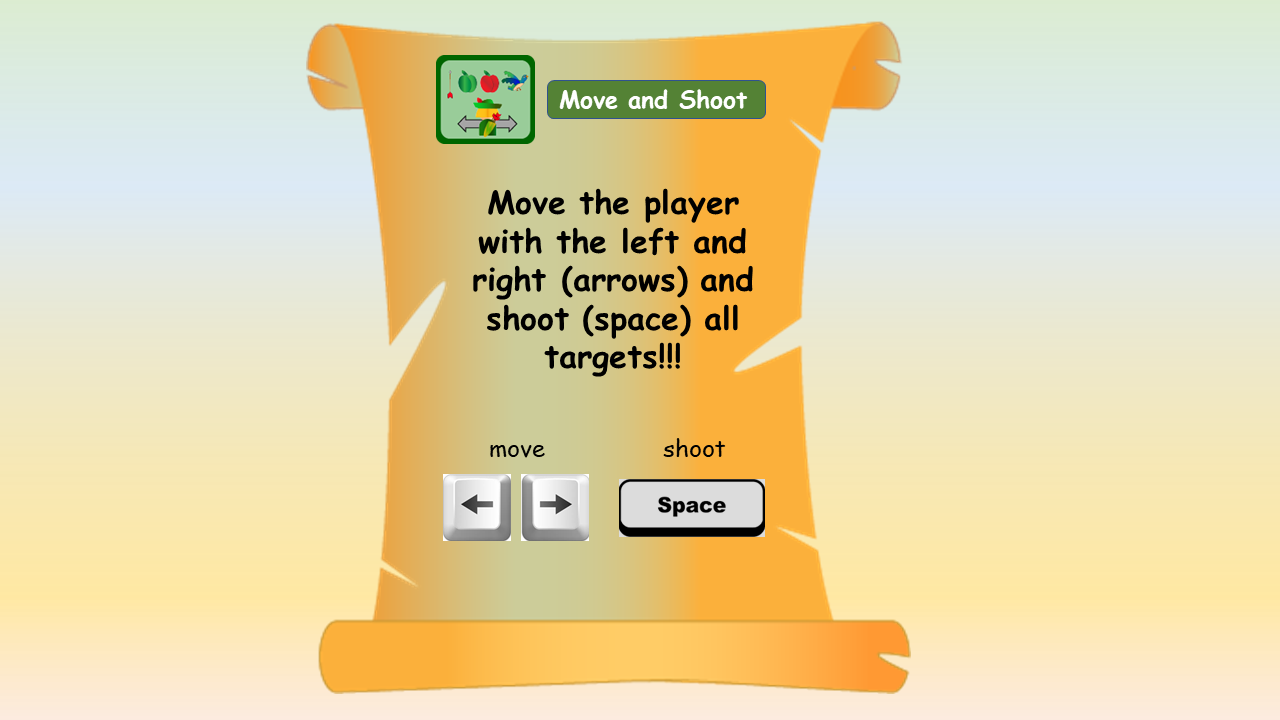 Move and Shoot
Move the player
with the left and
right (arrows) and
shoot (space) all
targets!!!
move
shoot
Space